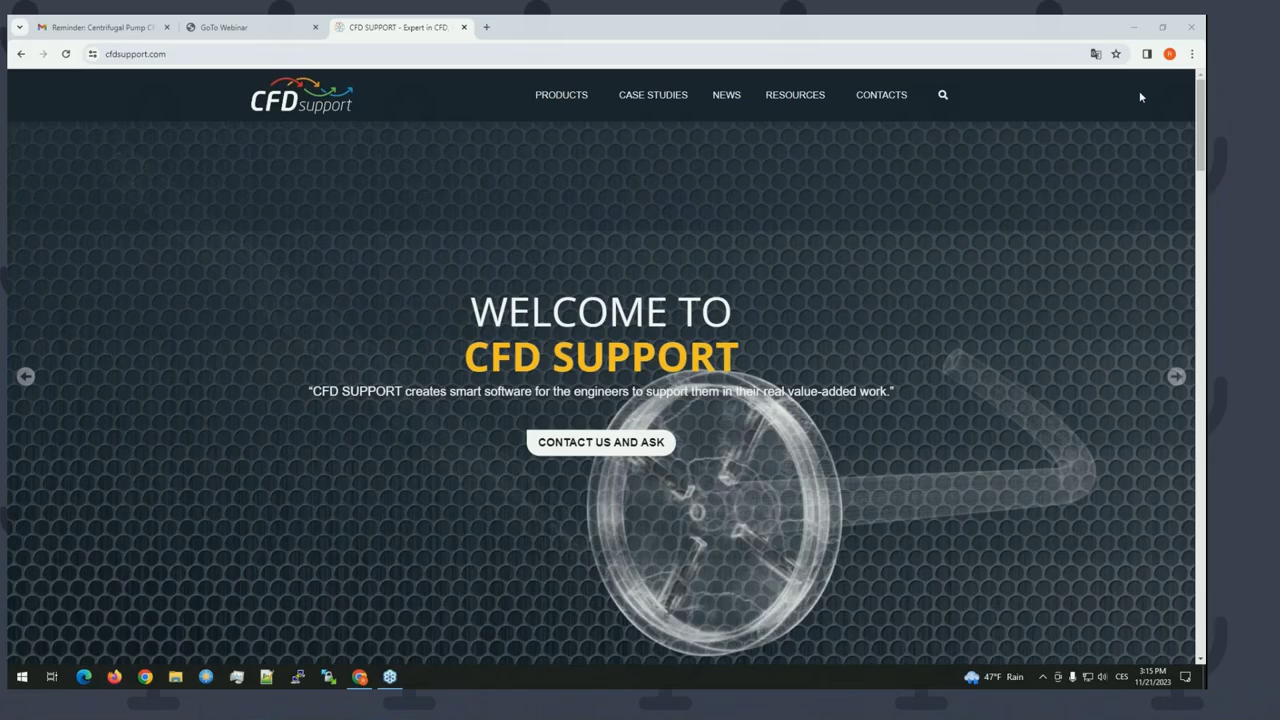 Reminder: Centrifugal Pump CF
GoTo Webinar
CFD SUPPORT - Expert in CFD,
cfdsupport.com
R
CFDsupport
PRODUCTS
CASE STUDIES
NEWS
RESOURCES
CONTACTS
WELCOME TO
CFD SUPPORT
“CFD SUPPORT creates smart software for the engineers to support them in their real value-added work.”
CONTACT US AND ASK
47°F Rain
CES
3:15 PM
11/21/2023